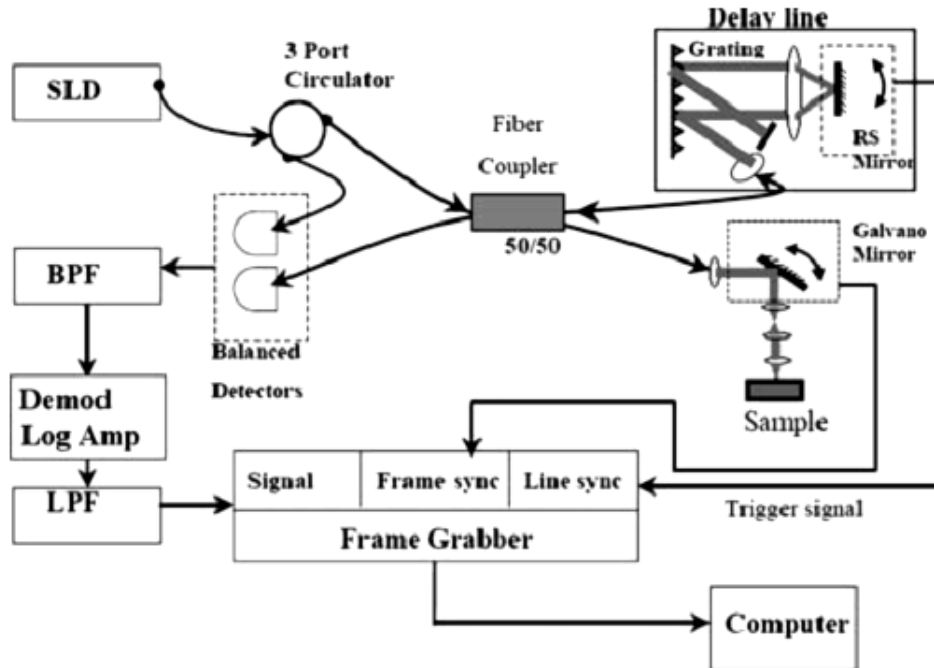 Delay line
Grating
RS
Mirror
3 Port
Circulator
SLD
Fiber
Coupler
50/50
Galvano
Mirror
BPF
Balanced
Detectors
Demod
Log Amp
Sample
LPF
Signal
Frame sync
Line sync
Trigger signal
Frame Grabber
Computer